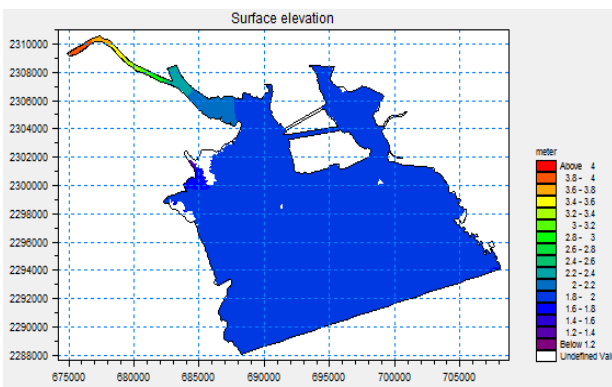 Surface elevation
2310000
2308000
2306000
2304000
2302000
2300000
2298000
2296000
2294000
2292000
2290000
2288000
675000 680000 685000 690000 695000 700000 705000
meter
Above 4
3.8 - 4
3.6 - 3.8
3.4 - 3.6
3.2 - 3.4
3 - 3.2
2.8 - 3
2.6 - 2.8
2.4 - 2.6
2.2 - 2.4
2 - 2.2
1.8 - 2
1.6 - 1.8
1.4 - 1.6
1.2 - 1.4
Below 1.2
Undefined Val